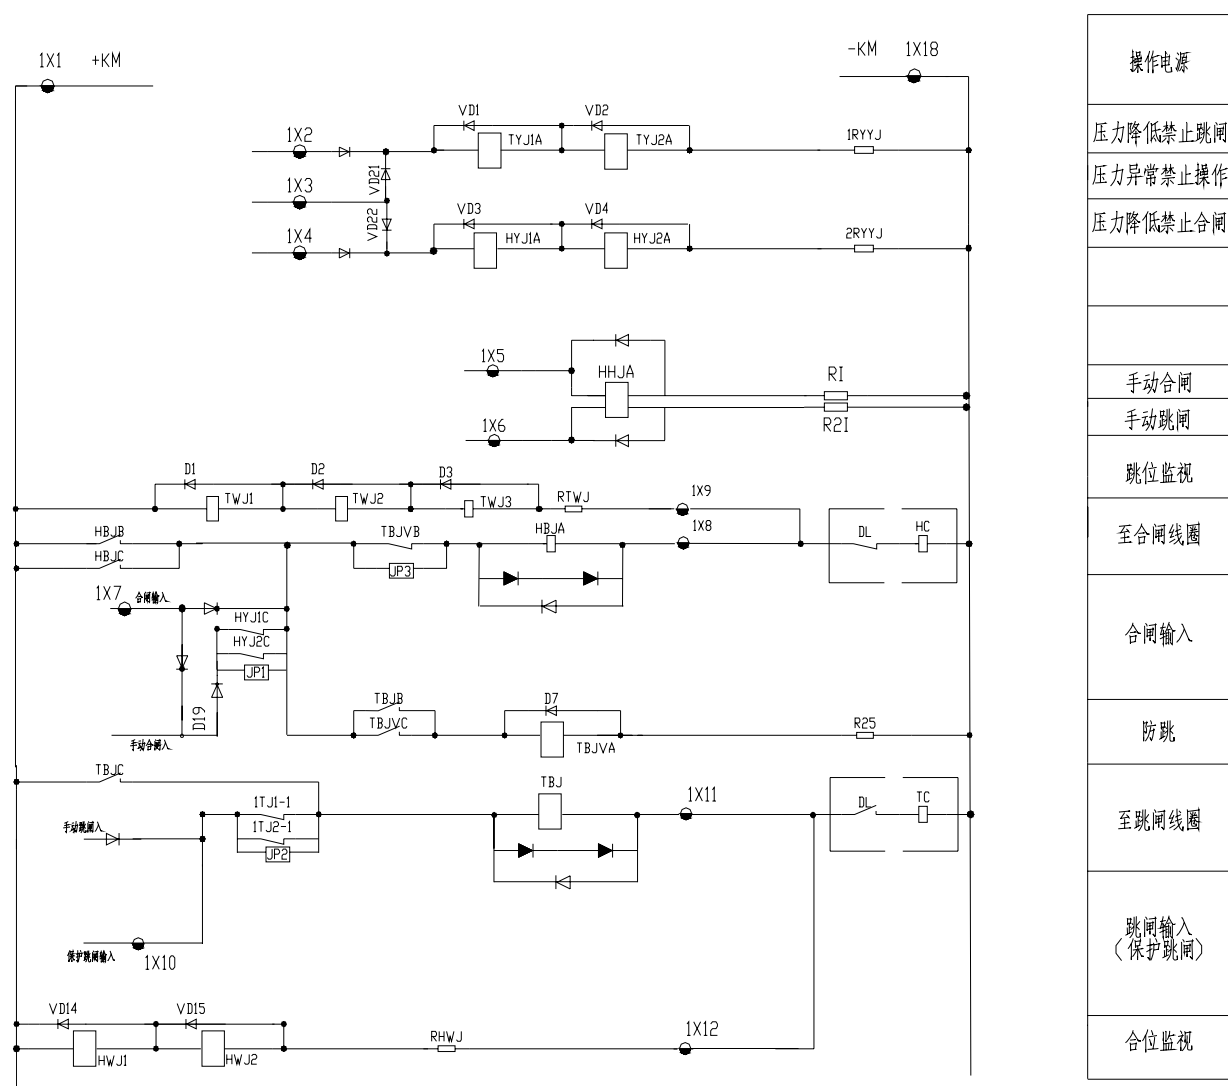 1X1 +KM
-KM 1X18
操作电源
VD1 VD2
1X2 TYJ1A TYJ2A 1RYYJ
压力降低禁止跳闸
VD21
1X3
压力异常禁止操作
VD22
VD3 VD4
1X4 HYJ1A HYJ2A 2RYYJ
压力降低禁止合闸
1X5
HHJA RI
手动合闸
1X6 R2I
手动跳闸
D1 D2 D3
TWJ1 TWJ2 TWJ3 RTWJ 1X9
跳位监视
HBJB TBJVB HBJA 1X8 DL HC
至合闸线圈
HBJC
JP3
1X7 合闸输入
HYJ1C
HYJ2C
合闸输入
JP1
D19
TBJB D7
TBJVC TBJVA R25
防跳
手动合闸入
TBJC
1TJ1-1 TBJ 1X11 DL TC
至跳闸线圈
手动跳闸入
1TJ2-1
JP2
保护跳闸输入 1X10
跳闸输入
(保护跳闸)
VD14 VD15
HWJ1 HWJ2 RHWJ 1X12
合位监视